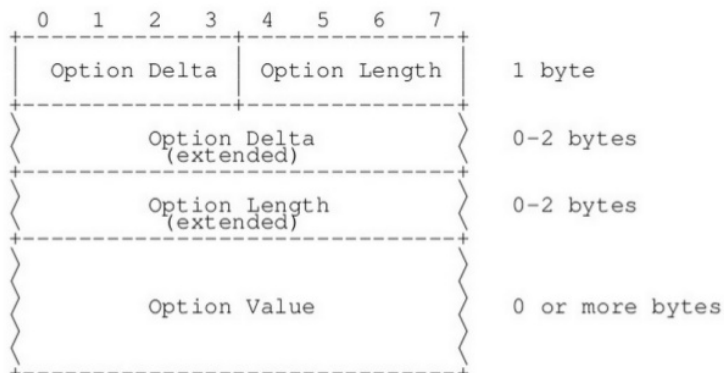 0 1 2 3 4 5 6 7
Option Delta Option Length 1 byte
Option Delta 0-2 bytes
(extended)
Option Length 0-2 bytes
(extended)
Option Value 0 or more bytes